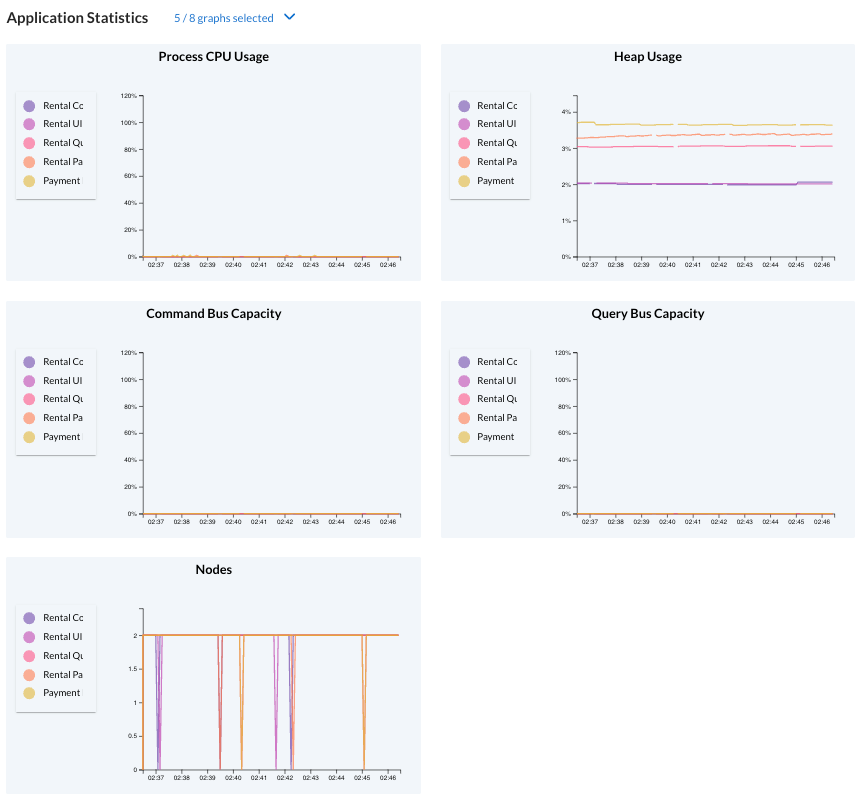 Application Statistics 5 / 8 graphs selected
Process CPU Usage
Rental Cc
Rental UI
Rental Qu
Rental Pa
Payment
120%
100%
80%
60%
40%
20%
0%
02:37 02:38 02:39 02:40 02:41 02:42 02:43 02:44 02:45 02:46
Heap Usage
Rental Cc
Rental UI
Rental Qu
Rental Pa
Payment
4%
3%
2%
1%
0%
02:37 02:38 02:39 02:40 02:41 02:42 02:43 02:44 02:45 02:46
Command Bus Capacity
Rental Cc
Rental UI
Rental Qu
Rental Pa
Payment
120%
100%
80%
60%
40%
20%
0%
02:37 02:38 02:39 02:40 02:41 02:42 02:43 02:44 02:45 02:46
Query Bus Capacity
Rental Cc
Rental UI
Rental Qu
Rental Pa
Payment
120%
100%
80%
60%
40%
20%
0%
02:37 02:38 02:39 02:40 02:41 02:42 02:43 02:44 02:45 02:46
Nodes
Rental Cc
Rental UI
Rental Qu
Rental Pa
Payment
2
1.5
1
0.5
0
02:37 02:38 02:39 02:40 02:41 02:42 02:43 02:44 02:45 02:46